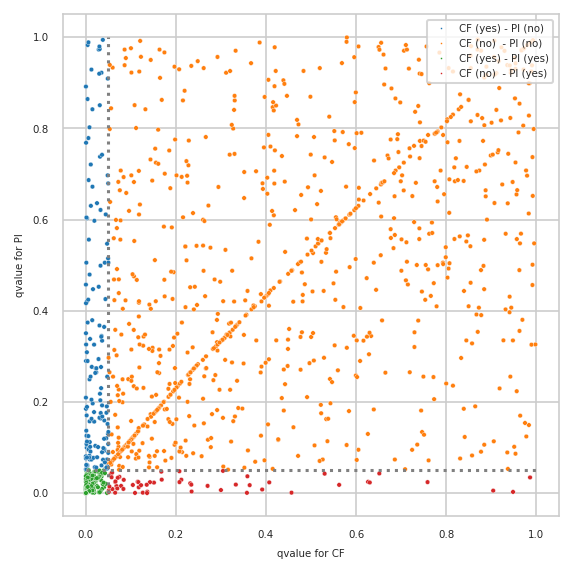 CF (yes) - PI (no)
CF (no) - PI (no)
CF (yes) - PI (yes)
CF (no) - PI (yes)
1.0
0.8
0.6
0.4
0.2
0.0
qvalue for PI
0.0 0.2 0.4 0.6 0.8 1.0
qvalue for CF